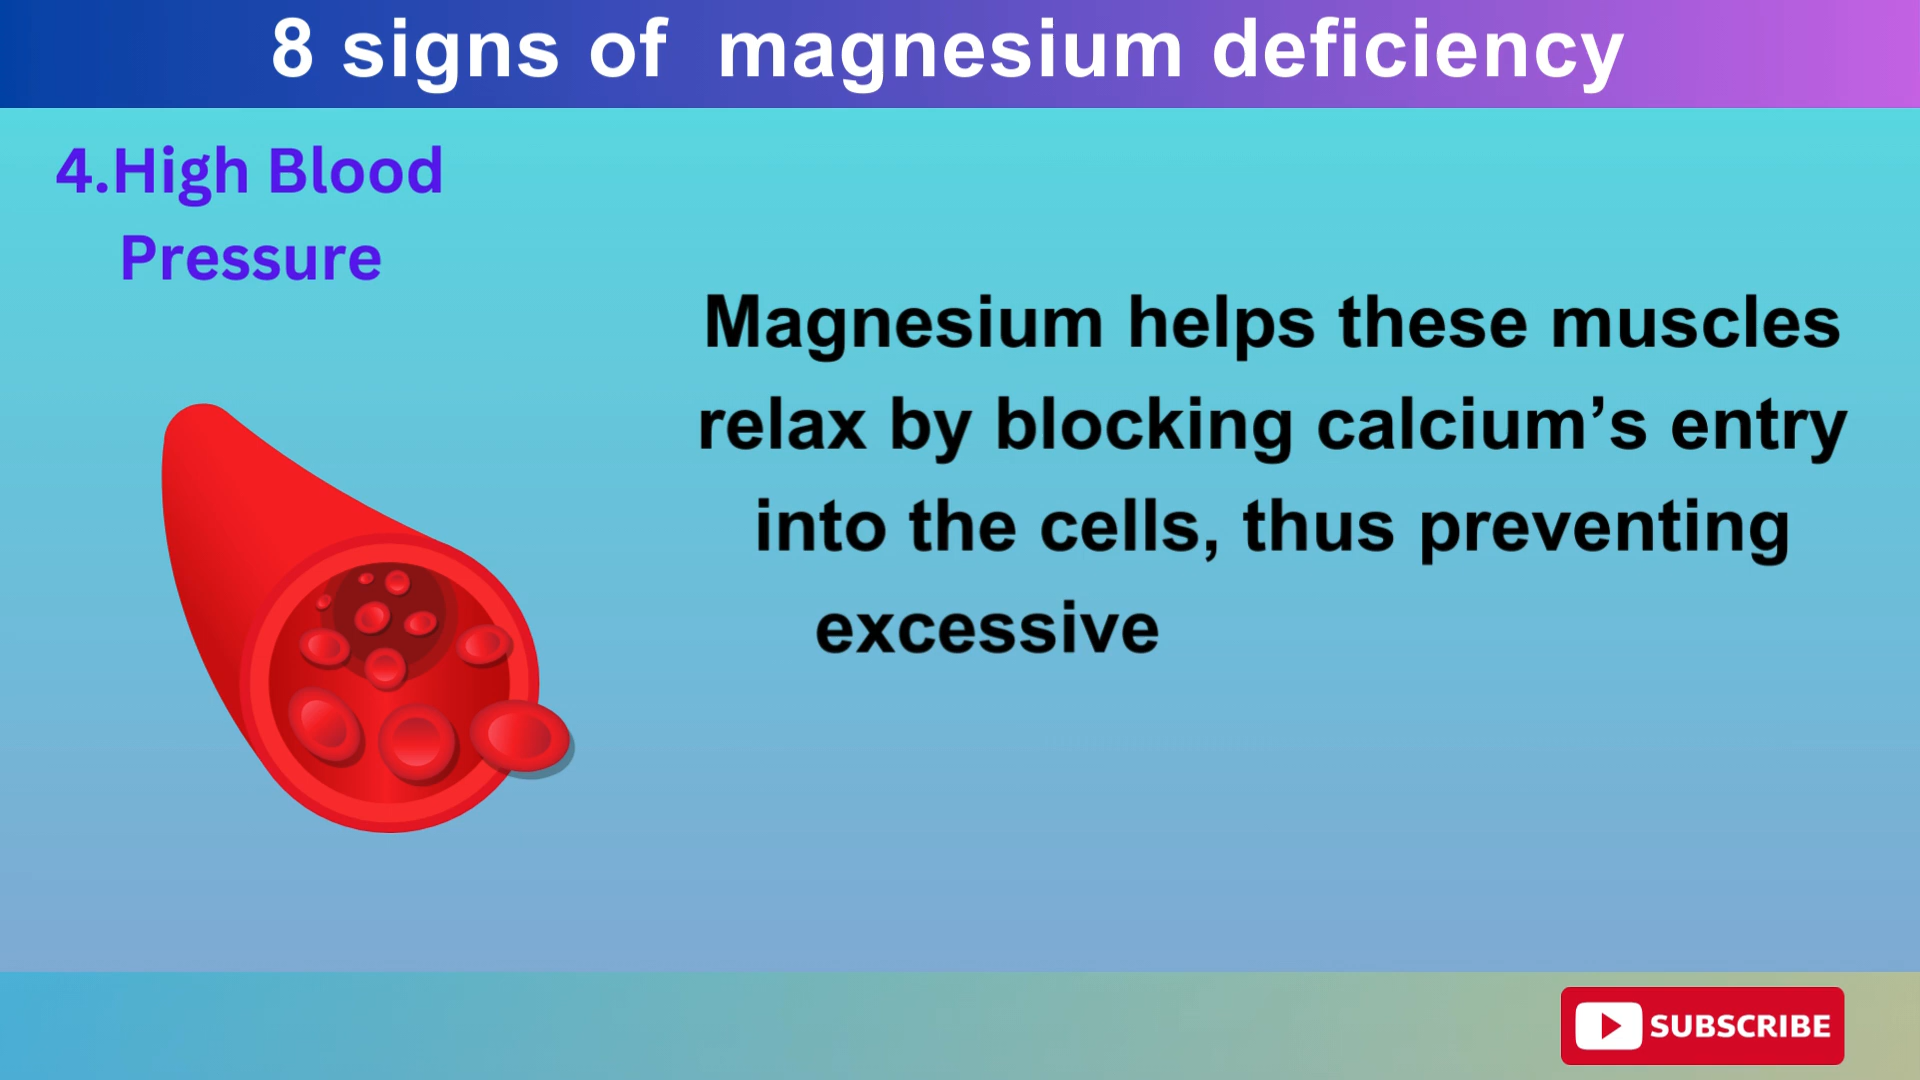 8 signs of magnesium deficiency
4.High Blood
Pressure
Magnesium helps these muscles
relax by blocking calcium’s entry
into the cells, thus preventing
excessive
SUBSCRIBE